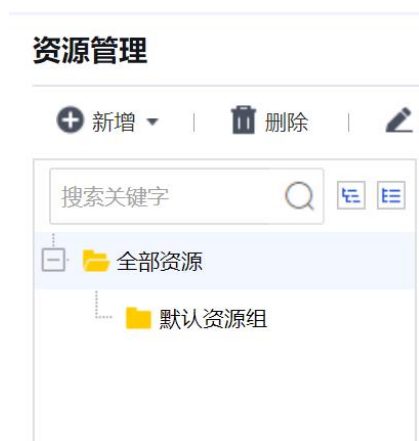 资源管理
新增 删除
搜索关键字
全部资源
默认资源组